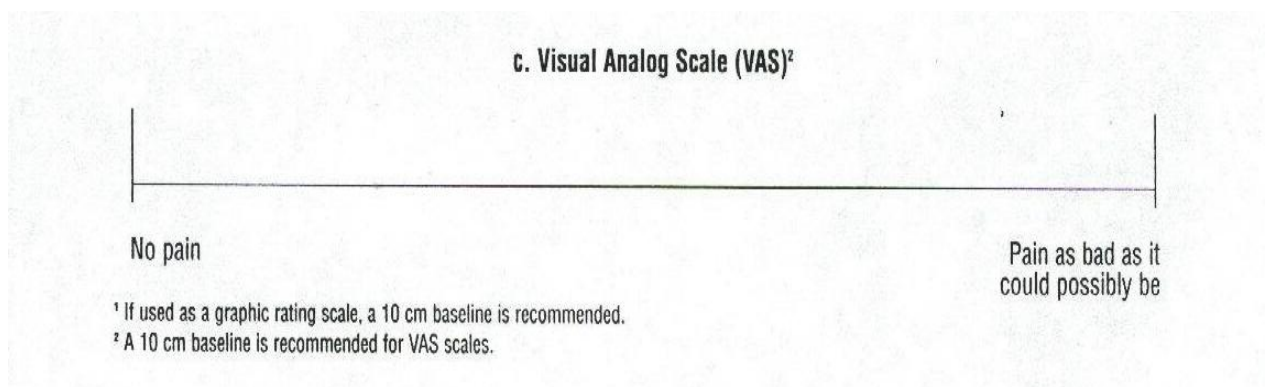 c. Visual Analog Scale (VAS)²
No pain
Pain as bad as it
could possibly be
¹ If used as a graphic rating scale, a 10 cm baseline is recommended.
² A 10 cm baseline is recommended for VAS scales.